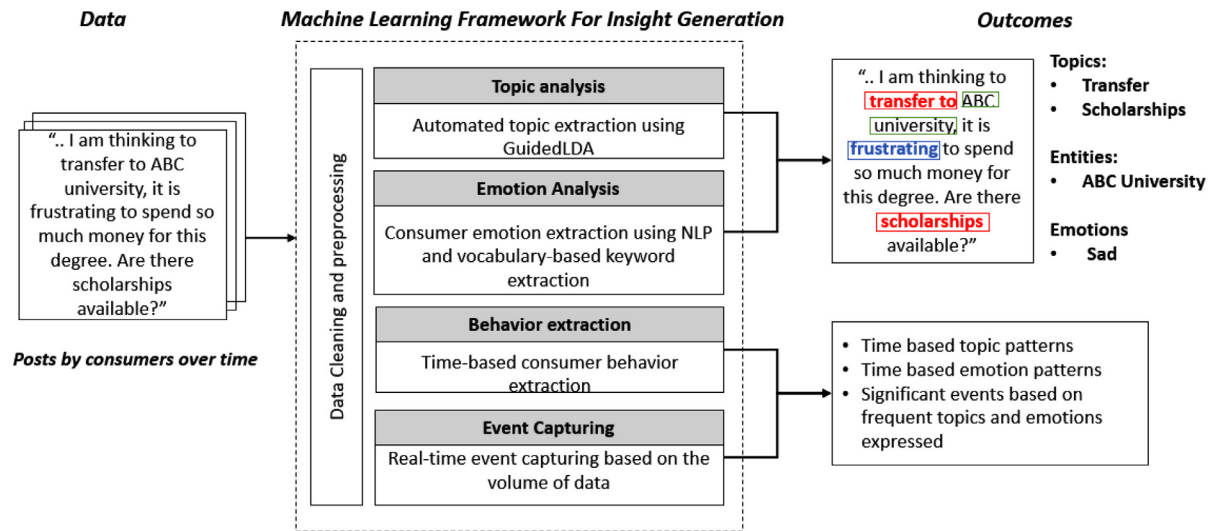 Data
Machine Learning Framework For Insight Generation
Outcomes
“.. I am thinking to
transfer to ABC
university, it is
frustrating to spend so
much money for this
degree. Are there
scholarships
available?”
Posts by consumers over time
Data Cleaning and preprocessing
Topic analysis
Automated topic extraction using
GuidedLDA
Emotion Analysis
Consumer emotion extraction using NLP
and vocabulary-based keyword
extraction
Behavior extraction
Time-based consumer behavior
extraction
Event Capturing
Real-time event capturing based on the
volume of data
“.. I am thinking to
transfer to ABC
university, it is
frustrating to spend
so much money for
this degree. Are there
scholarships
available?”
Topics:
• Transfer
• Scholarships
Entities:
• ABC University
Emotions
• Sad
• Time based topic patterns
• Time based emotion patterns
• Significant events based on
frequent topics and emotions
expressed